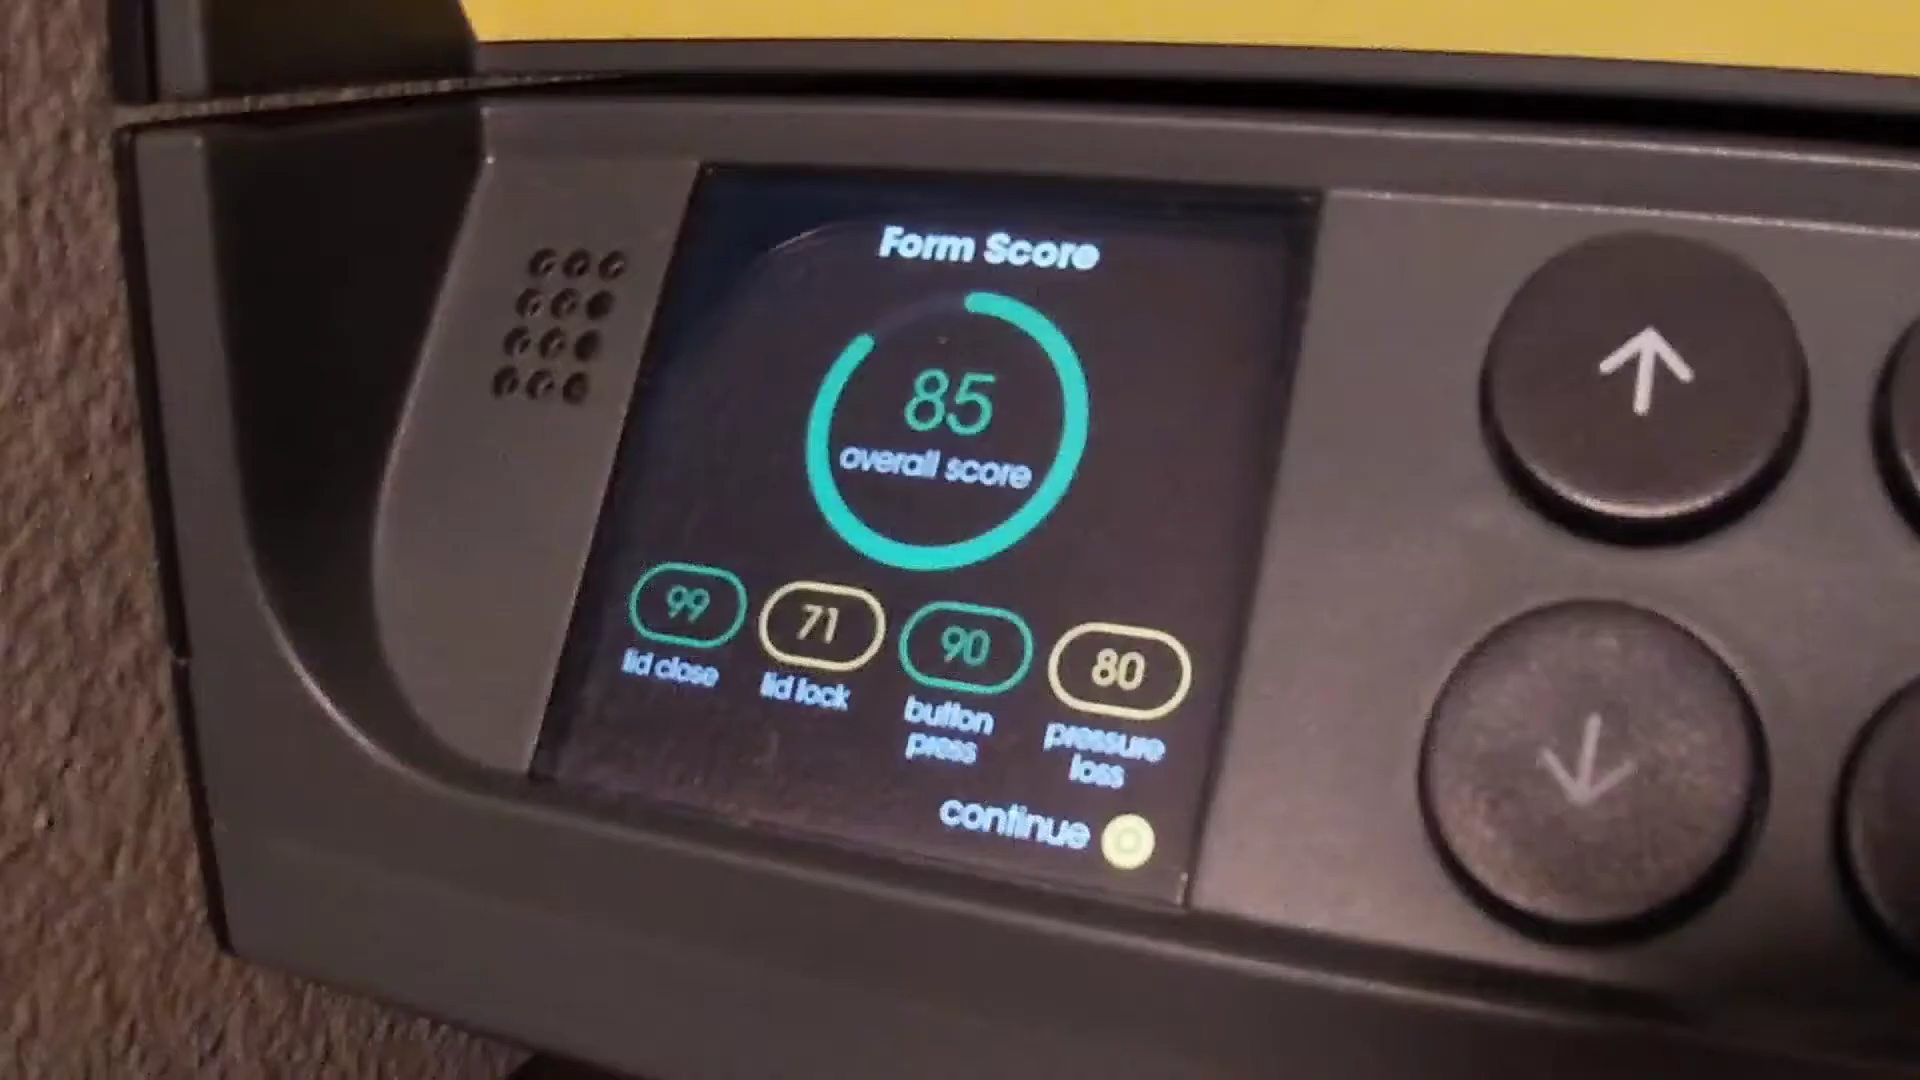 Form Score
85
overall score
99
71
90
80
lid close
lid lock
button
press
pressure
loss
continue